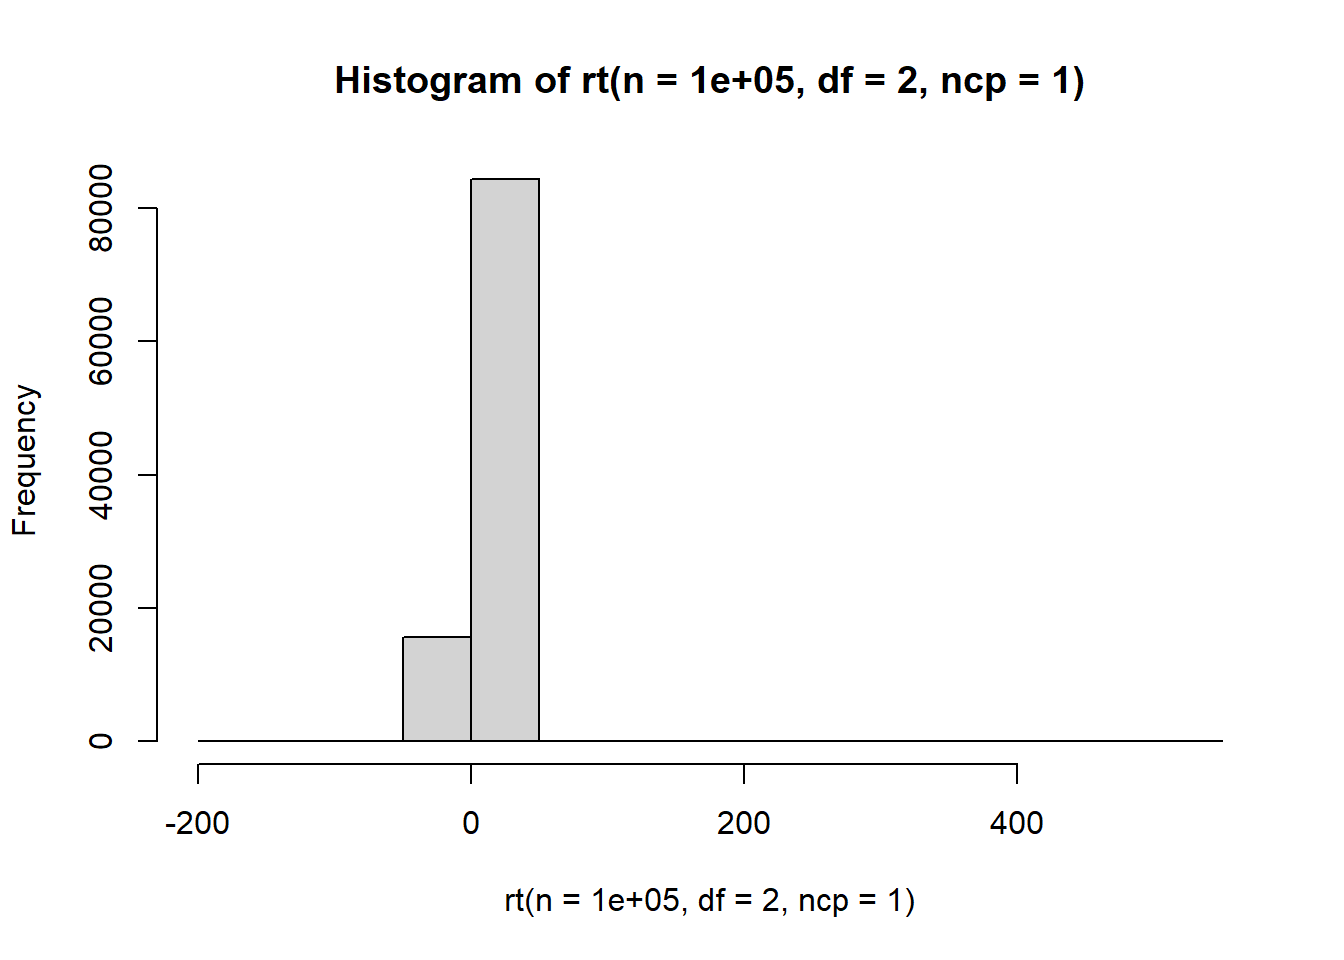 Histogram of rt(n = 1e+05, df = 2, ncp = 1)
Frequency
80000
60000
40000
20000
0
-200 0 200 400
rt(n = 1e+05, df = 2, ncp = 1)